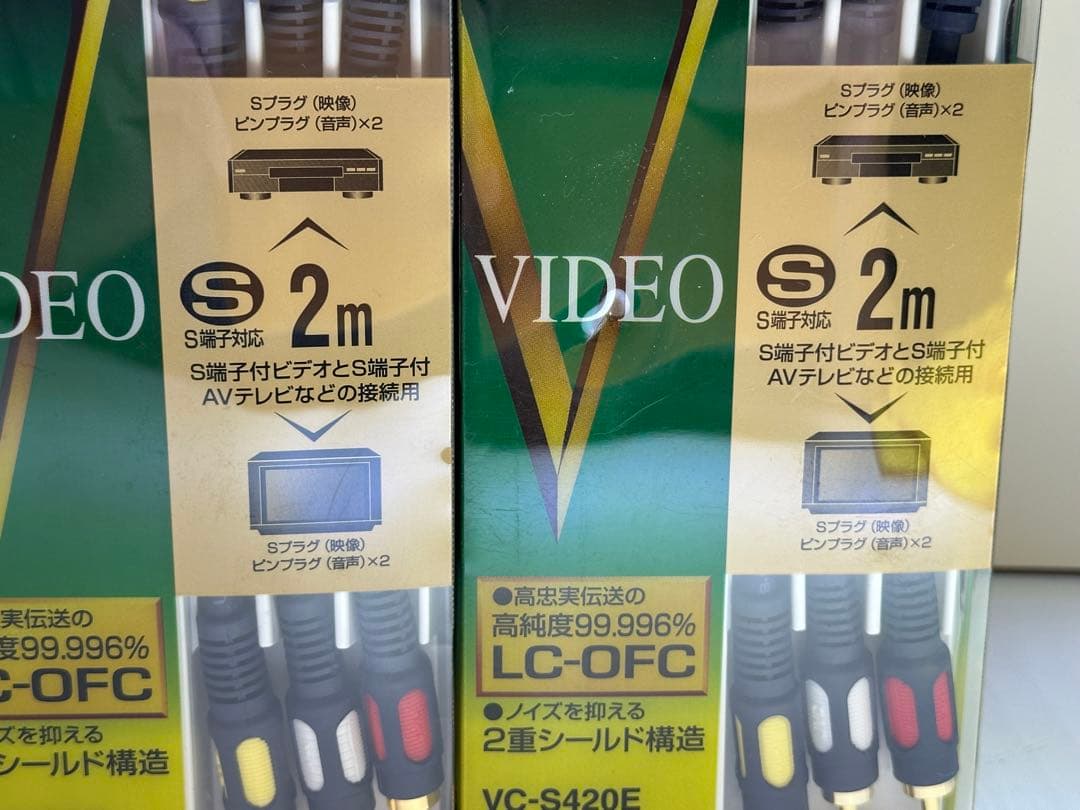 Sプラグ（映像）
ピンプラグ（音声）×2
DEO
S
S端子対応
2m
S端子付ビデオとS端子付
AVテレビなどの接続用
Sプラグ（映像）
ピンプラグ（音声）×2
実伝送の
度99.996%
C-OFC
ズを抑える
シールド構造
Sプラグ（映像）
ピンプラグ（音声）×2
VIDEO
S
S端子対応
2m
S端子付ビデオとS端子付
AVテレビなどの接続用
Sプラグ（映像）
ピンプラグ（音声）×2
●高忠実伝送の
高純度99.996%
LC-OFC
●ノイズを抑える
2重シールド構造
VC-S420E